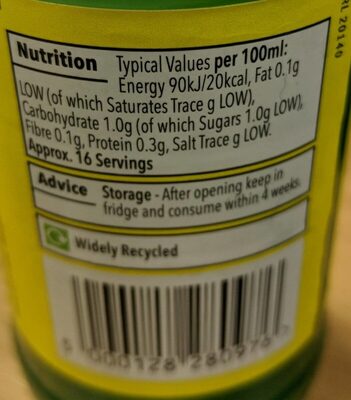 RL 20140
Nutrition Typical Values per 100ml:
Energy 90kJ/20kcal, Fat 0.1g
LOW (of which Saturates Trace g LOW),
Carbohydrate 1.0g (of which Sugars 1.0g LOW),
Fibre 0.1g, Protein 0.3g, Salt Trace g LOW.
Approx. 16 Servings
Advice Storage - After opening keep in
fridge and consume within 4 weeks.
Widely Recycled